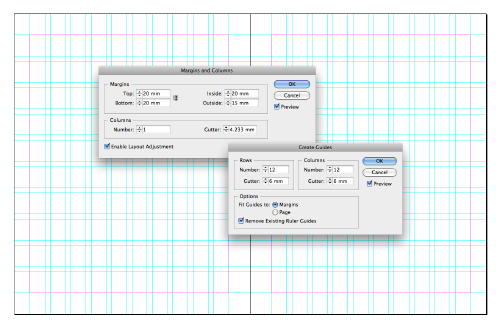 Margins and Columns
Margins
Top: 20 mm
Inside: 20 mm
Bottom: 20 mm
Outside: 15 mm
OK
Cancel
Preview
Columns
Number: 1
Gutter: 4.233 mm
Enable Layout Adjustment
Create Guides
Rows
Number: 12
Gutter: 6 mm
Columns
Number: 12
Gutter: 6 mm
OK
Cancel
Preview
Options
Fit Guides to: Margins
Page
Remove Existing Ruler Guides